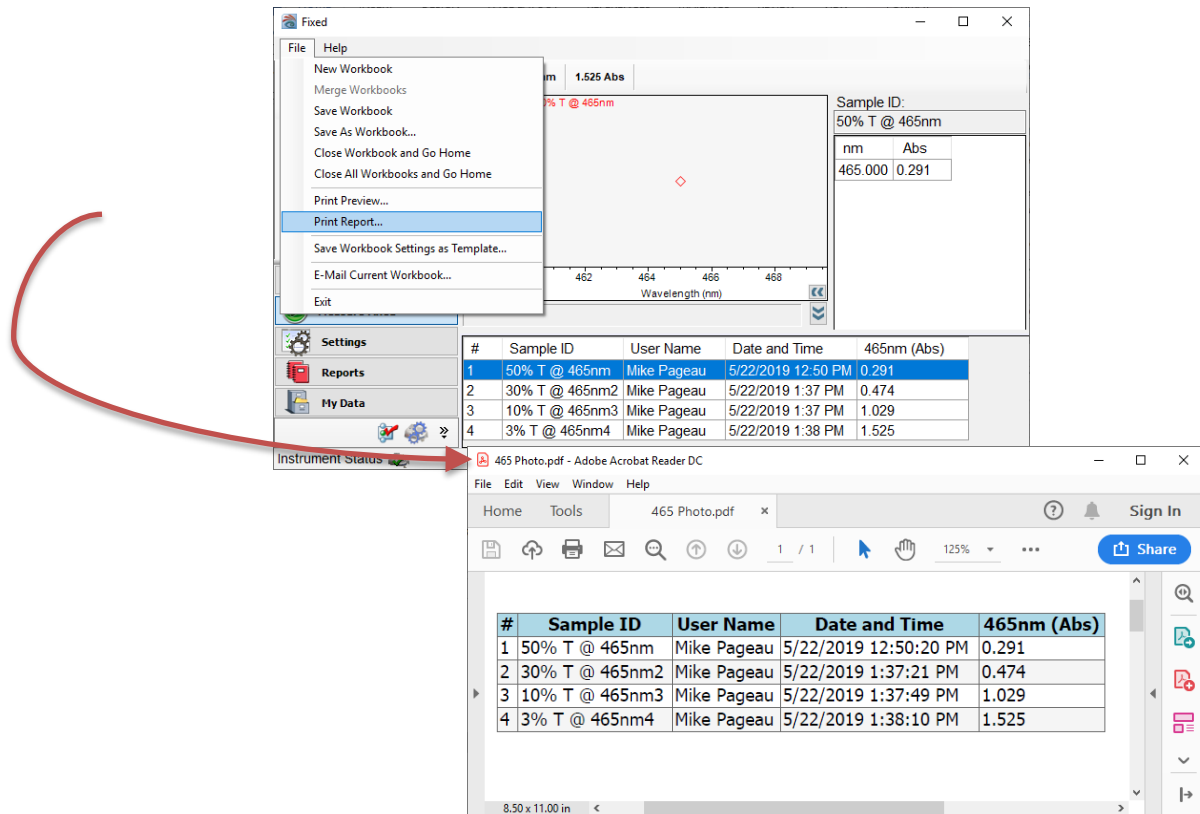 Fixed
File Help
New Workbook
Merge Workbooks
Save Workbook
Save As Workbook...
Close Workbook and Go Home
Close All Workbooks and Go Home
Print Preview...
Print Report...
Save Workbook Settings as Template...
E-Mail Current Workbook...
Exit
1.525 Abs
% T @ 465nm
462 464 466 468
Wavelength (nm)
Sample ID:
50% T @ 465nm
nm Abs
465.000 0.291
Settings
Reports
My Data
Instrument Status
# Sample ID User Name Date and Time 465nm (Abs)
1 50% T @ 465nm Mike Pageau 5/22/2019 12:50 PM 0.291
2 30% T @ 465nm2 Mike Pageau 5/22/2019 1:37 PM 0.474
3 10% T @ 465nm3 Mike Pageau 5/22/2019 1:37 PM 1.029
4 3% T @ 465nm4 Mike Pageau 5/22/2019 1:38 PM 1.525
465 Photo.pdf - Adobe Acrobat Reader DC
File Edit View Window Help
Home Tools 465 Photo.pdf × Sign In
1 / 1 125% Share
# Sample ID User Name Date and Time 465nm (Abs)
1 50% T @ 465nm Mike Pageau 5/22/2019 12:50:20 PM 0.291
2 30% T @ 465nm2 Mike Pageau 5/22/2019 1:37:21 PM 0.474
3 10% T @ 465nm3 Mike Pageau 5/22/2019 1:37:49 PM 1.029
4 3% T @ 465nm4 Mike Pageau 5/22/2019 1:38:10 PM 1.525
8.50 x 11.00 in